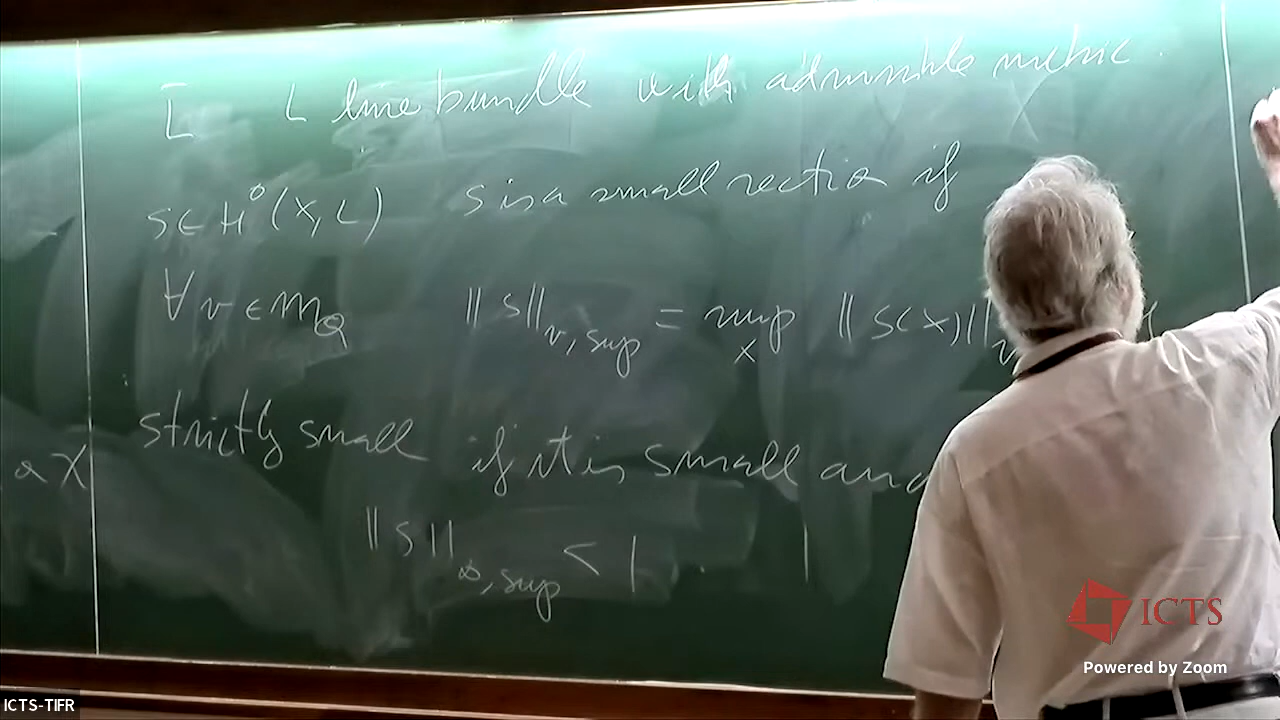 L̄ L line bundle with admissible metric.
s ∈ H⁰(X, L) s is a small section if
∀ v ∈ M_Q ‖s‖_{v, sup} = sup_x ‖s(x)‖_v
strictly small if it is small and
‖s‖_{∞, sup} < 1
X
ICTS
Powered by Zoom
ICTS-TIFR